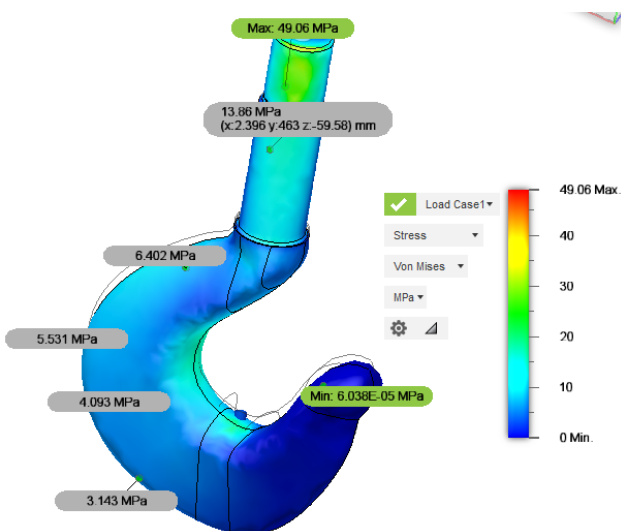 Max: 49.06 MPa
13.86 MPa
(x:2.396 y:463 z:-59.58) mm
6.402 MPa
5.531 MPa
4.093 MPa
3.143 MPa
Min: 6.038E-05 MPa
Load Case1
Stress
Von Mises
MPa
49.06 Max.
40
30
20
10
0 Min.